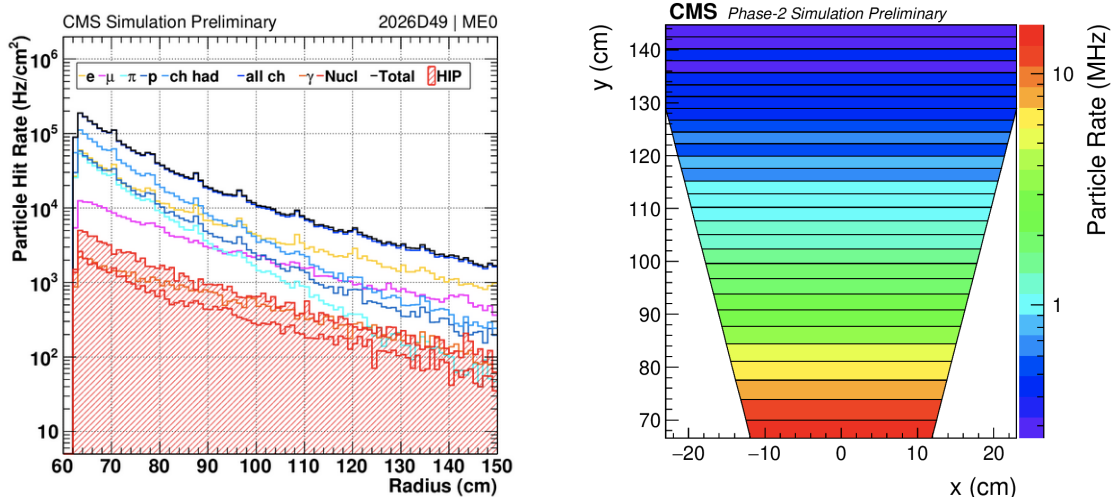 CMS Simulation Preliminary 2026D49 | ME0
Particle Hit Rate (Hz/cm²)
10⁶
10⁵
10⁴
10³
10²
10
e μ π p ch had all ch γ Nucl Total HIP
60 70 80 90 100 110 120 130 140 150
Radius (cm)
CMS Phase-2 Simulation Preliminary
y (cm)
140
130
120
110
100
90
80
70
−20 −10 0 10 20
x (cm)
10
1
Particle Rate (MHz)